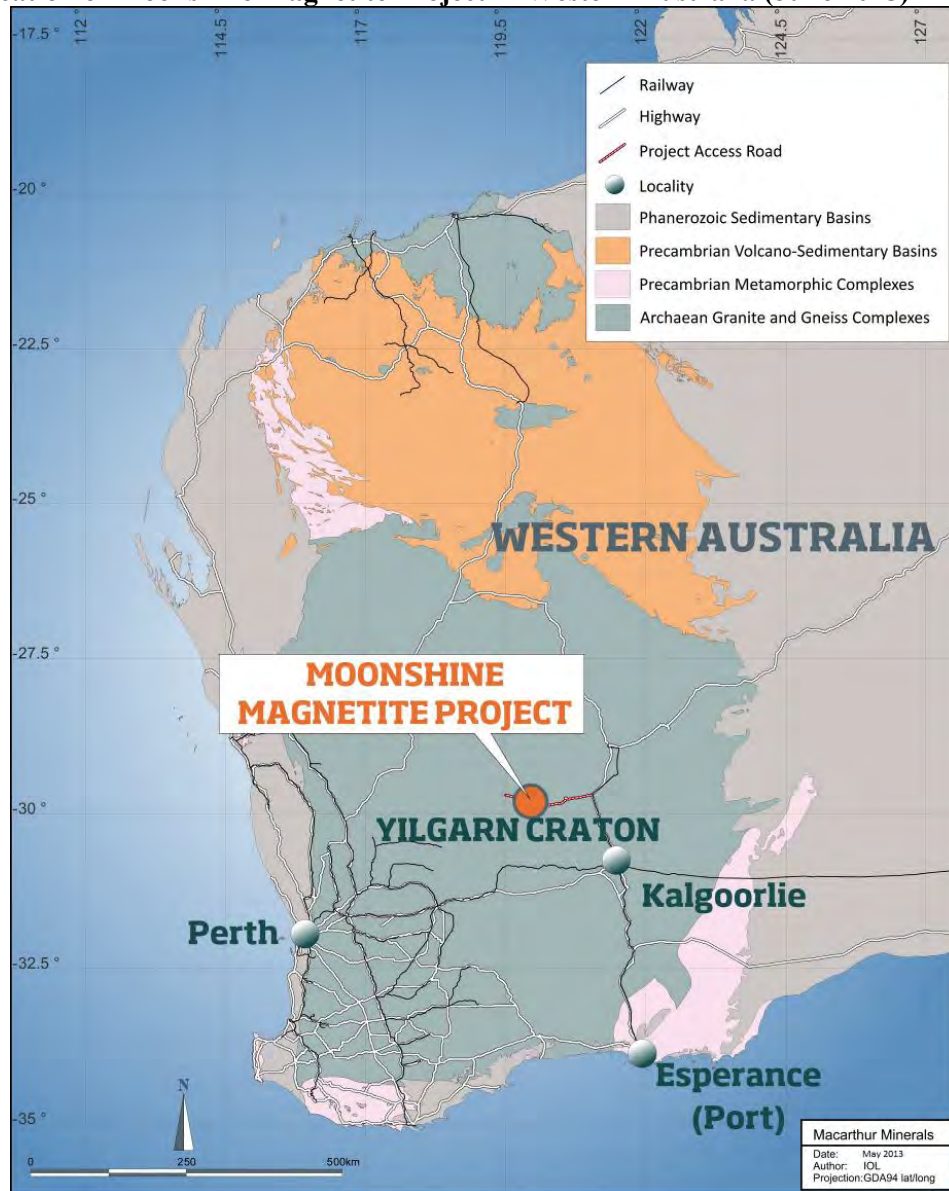 112
114.5
117
119.5
122
124.5
127
-17.5 °
-20 °
-22.5 °
-25 °
-27.5 °
-30 °
-32.5 °
-35 °
Railway
Highway
Project Access Road
Locality
Phanerozoic Sedimentary Basins
Precambrian Volcano-Sedimentary Basins
Precambrian Metamorphic Complexes
Archaean Granite and Gneiss Complexes
WESTERN AUSTRALIA
MOONSHINE
MAGNETITE PROJECT
YILGARN CRATON
Kalgoorlie
Perth
Esperance
(Port)
N
0 250 500km
Macarthur Minerals
Date: May 2013
Author: IOL
Projection:GDA94 lat/long